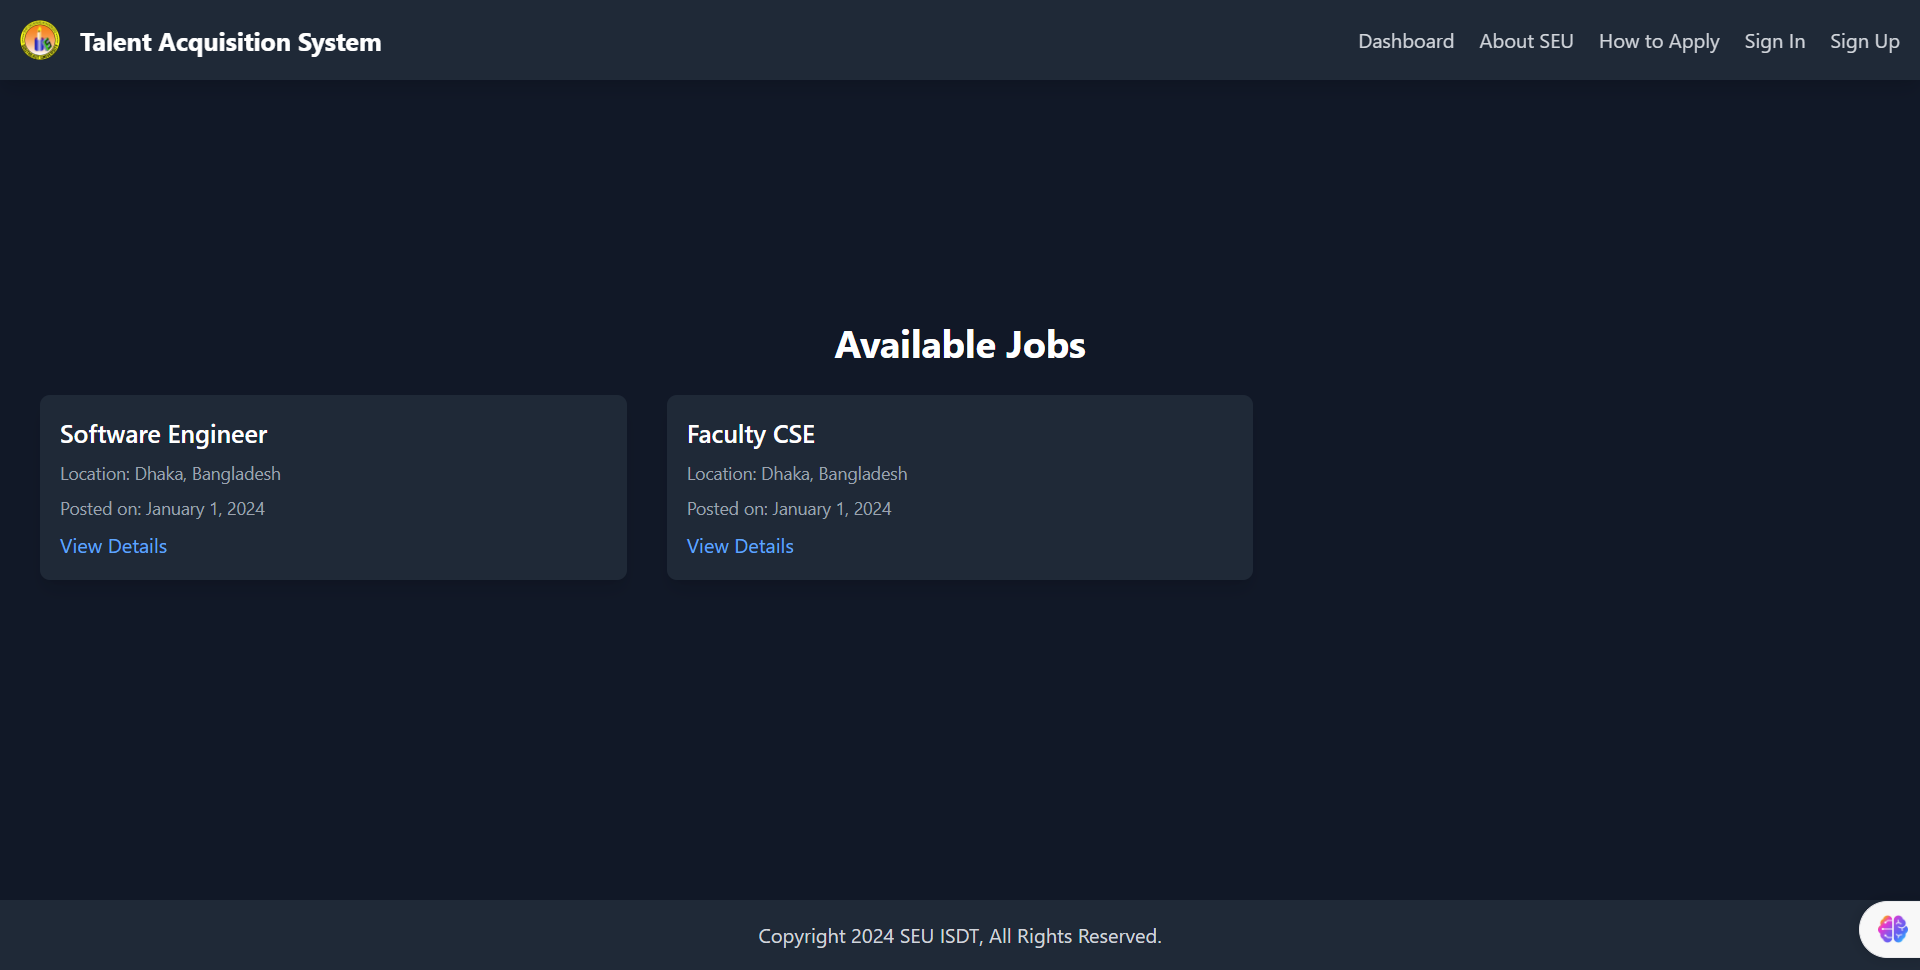 Talent Acquisition System
Dashboard About SEU How to Apply Sign In Sign Up
Available Jobs
Software Engineer
Location: Dhaka, Bangladesh
Posted on: January 1, 2024
View Details
Faculty CSE
Location: Dhaka, Bangladesh
Posted on: January 1, 2024
View Details
Copyright 2024 SEU ISDT, All Rights Reserved.